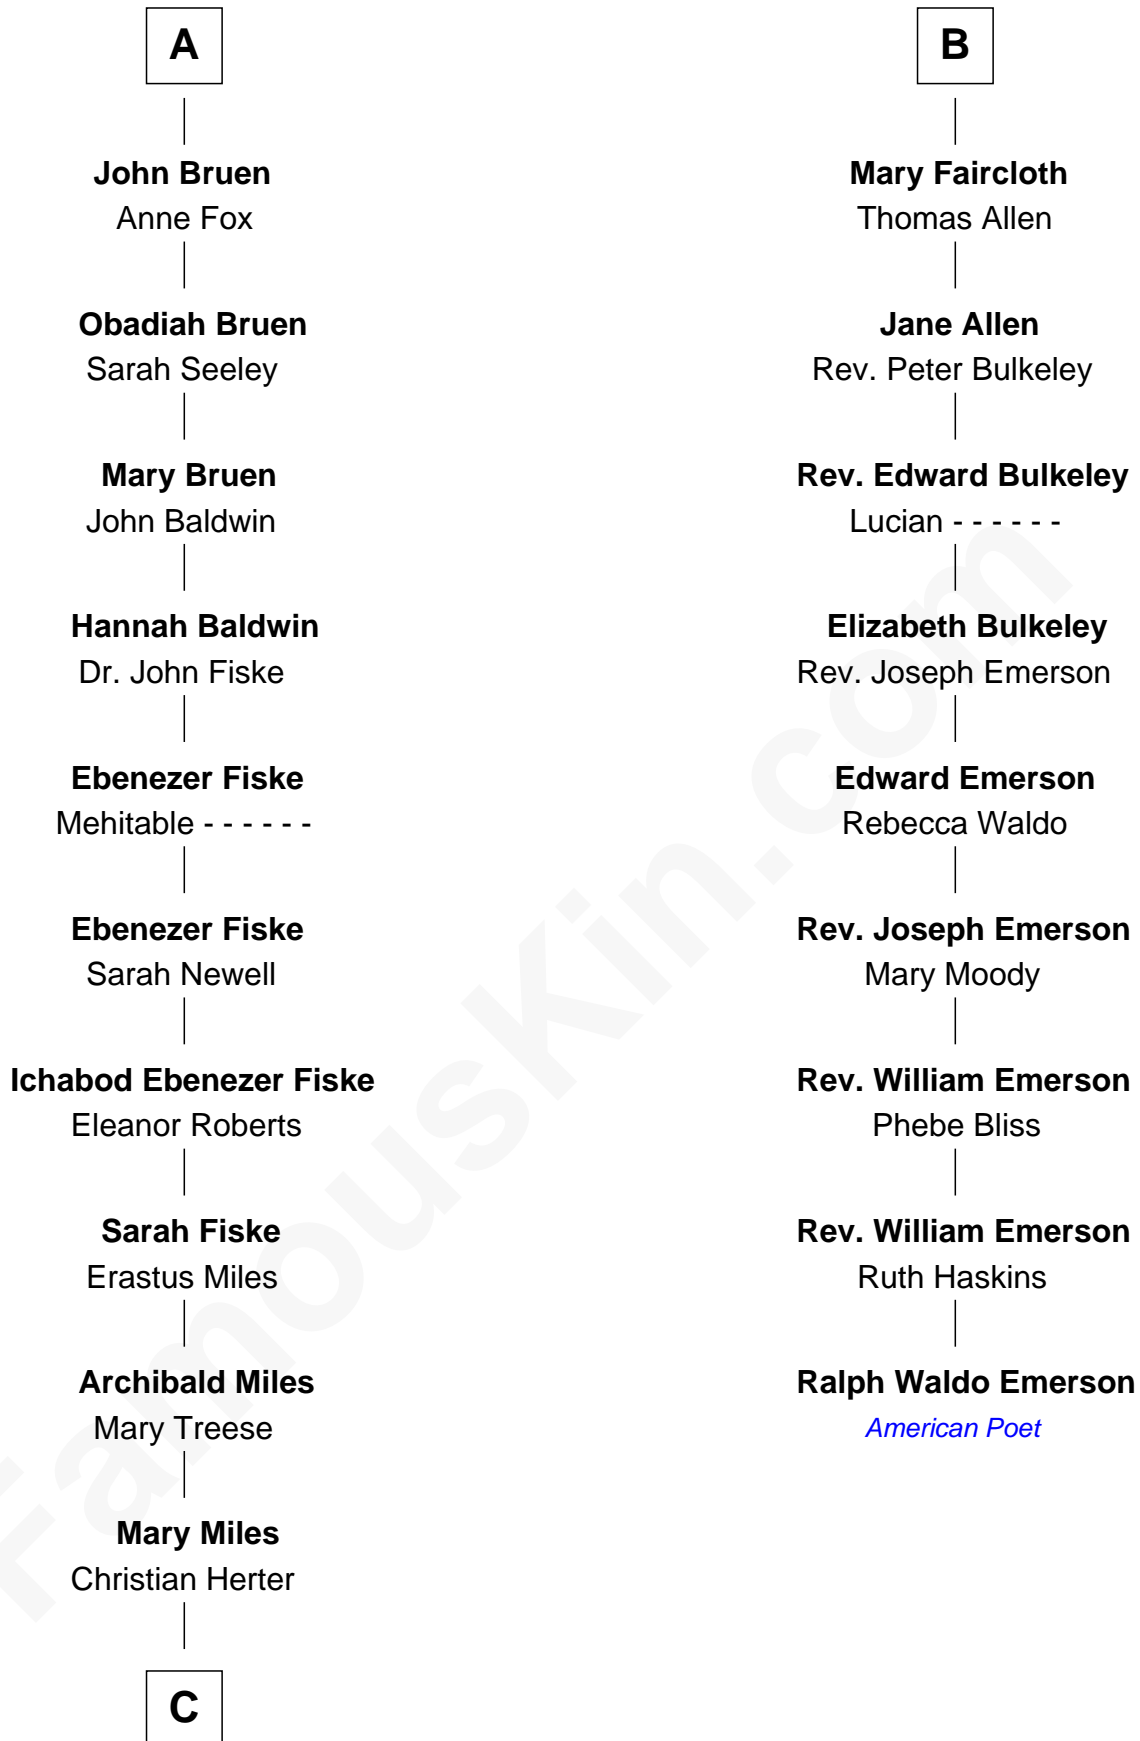 A
John Bruen
Anne Fox
Obadiah Bruen
Sarah Seeley
Mary Bruen
John Baldwin
Hannah Baldwin
Dr. John Fiske
Ebenezer Fiske
Mehitable - - - - - -
Ebenezer Fiske
Sarah Newell
Ichabod Ebenezer Fiske
Eleanor Roberts
Sarah Fiske
Erastus Miles
Archibald Miles
Mary Treese
Mary Miles
Christian Herter
C
B
Mary Faircloth
Thomas Allen
Jane Allen
Rev. Peter Bulkeley
Rev. Edward Bulkeley
Lucian - - - - - -
Elizabeth Bulkeley
Rev. Joseph Emerson
Edward Emerson
Rebecca Waldo
Rev. Joseph Emerson
Mary Moody
Rev. William Emerson
Phebe Bliss
Rev. William Emerson
Ruth Haskins
Ralph Waldo Emerson
American Poet
FamousKin.com